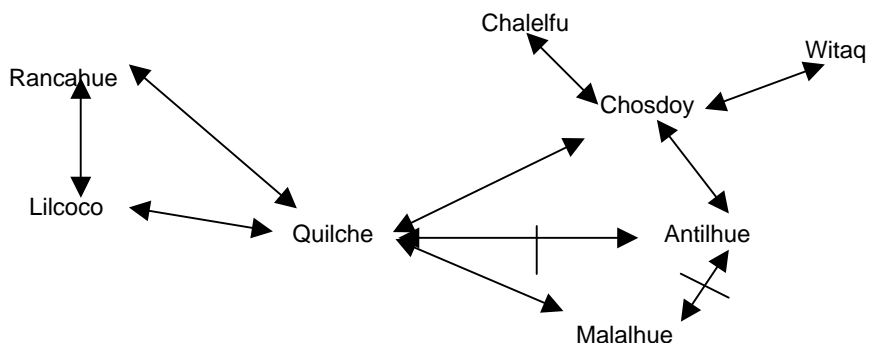 Chalelfu
Witaq
Rancahue
Chosdoy
Lilcoco
Quilche
Antilhue
Malalhue